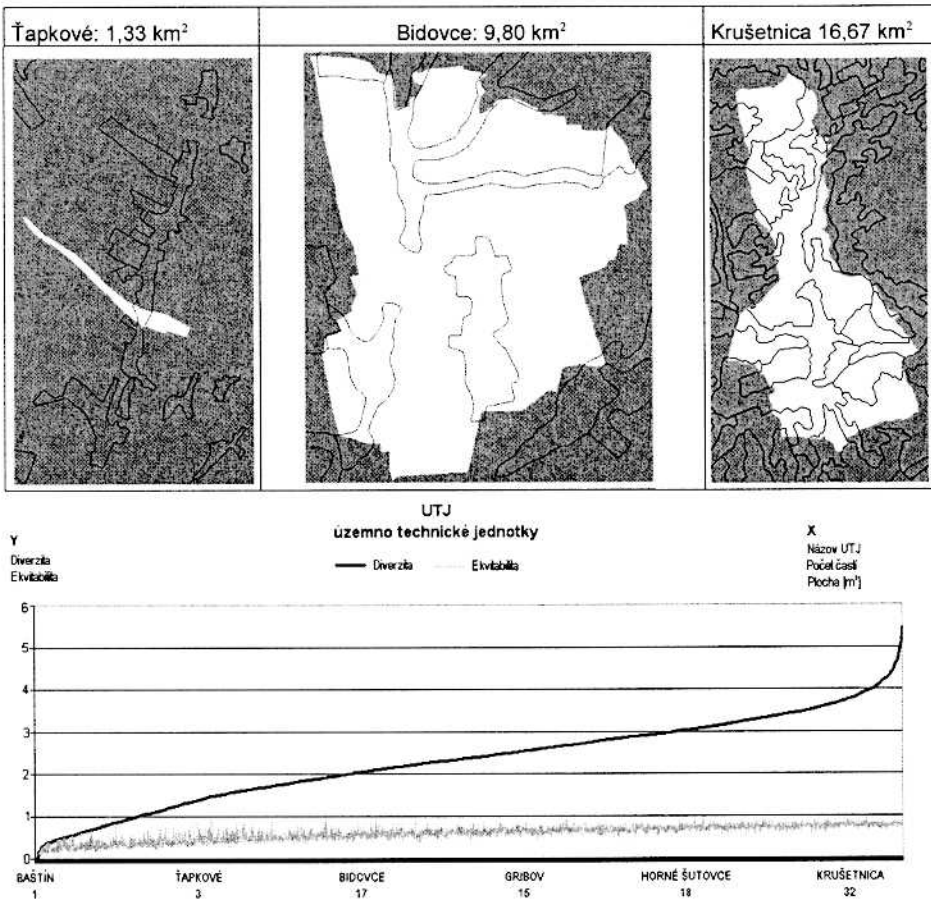 Ťapkové: 1,33 km²
Bidovce: 9,80 km²
Krušetnica 16,67 km²
UTJ
územno technické jednotky
Y
Diverzita
Ekvitabilita
Diverzita
Ekvitabilita
X
Názov UTJ
Počet častí
Plocha [m²]
6
5
4
3
2
1
0
BAŠTÍN
ŤAPKOVÉ
BIDOVCE
GRIBOV
HORNÉ ŠUTOVCE
KRUŠETNICA
1
3
17
15
18
32